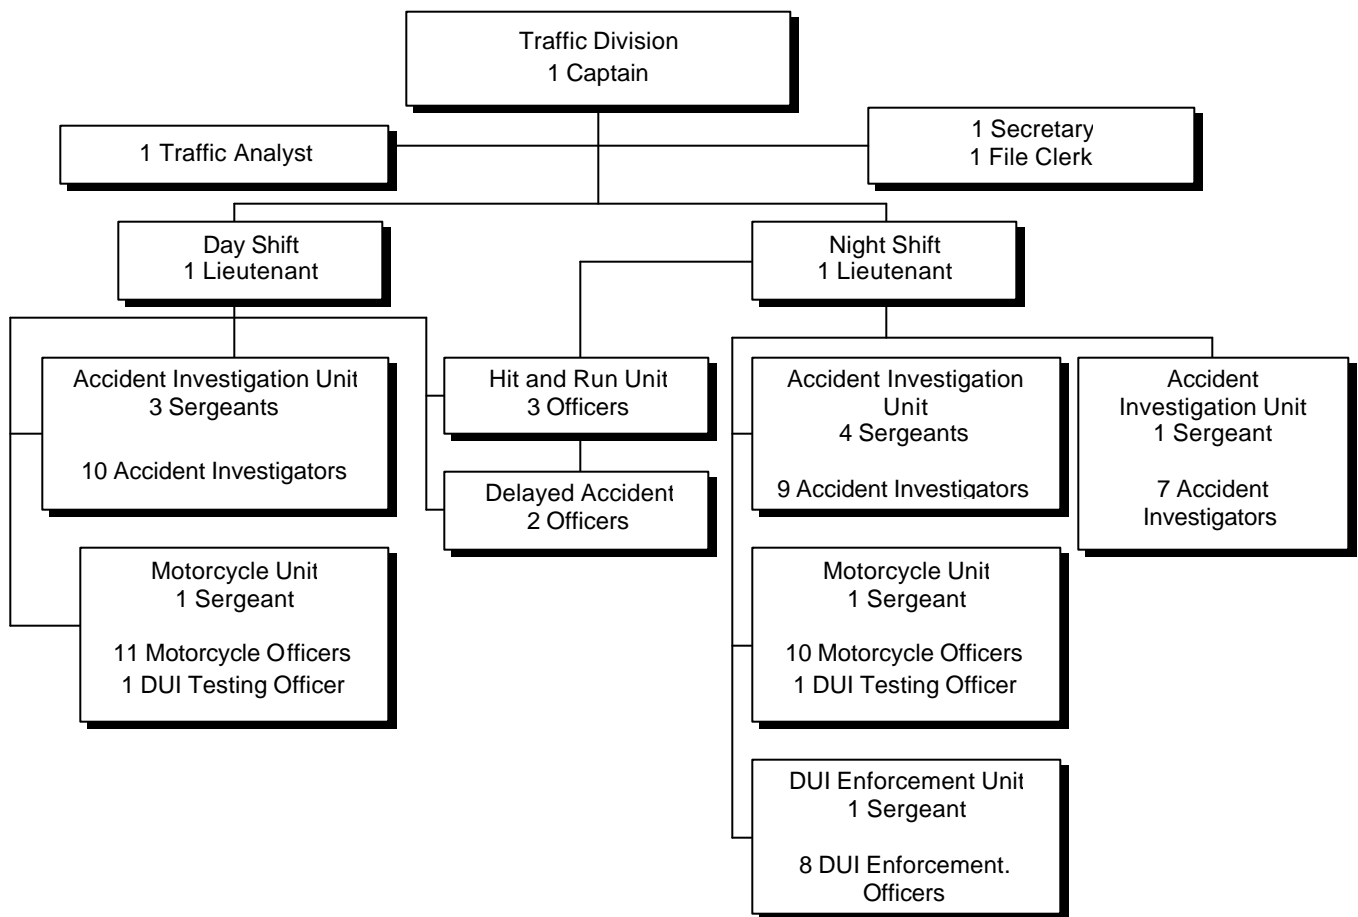 Traffic Division
1 Captain
1 Traffic Analyst
1 Secretary
1 File Clerk
Day Shift
1 Lieutenant
Night Shift
1 Lieutenant
Accident Investigation Unit
3 Sergeants
10 Accident Investigators
Hit and Run Unit
3 Officers
Delayed Accident
2 Officers
Accident Investigation
Unit
4 Sergeants
9 Accident Investigators
Accident
Investigation Unit
1 Sergeant
7 Accident
Investigators
Motorcycle Unit
1 Sergeant
11 Motorcycle Officers
1 DUI Testing Officer
Motorcycle Unit
1 Sergeant
10 Motorcycle Officers
1 DUI Testing Officer
DUI Enforcement Unit
1 Sergeant
8 DUI Enforcement.
Officers